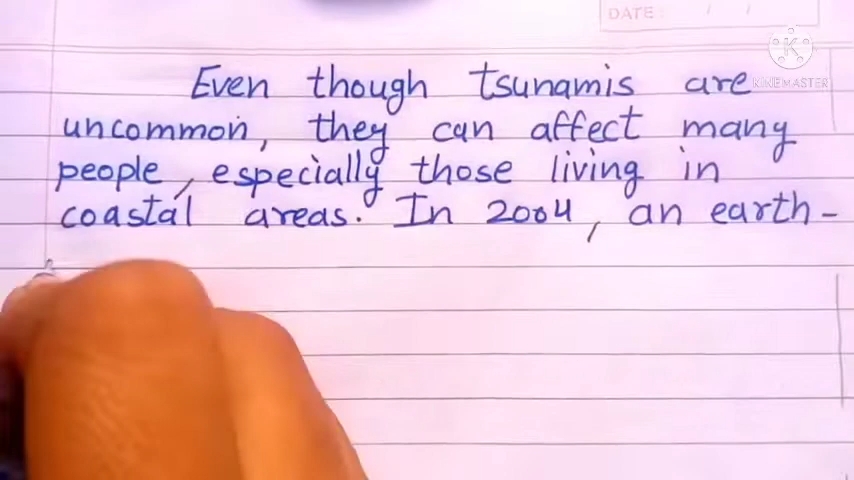 DATE: / /
KINEMASTER
Even though tsunamis are
uncommon, they can affect many
people, especially those living in
coastal areas. In 2004, an earth-